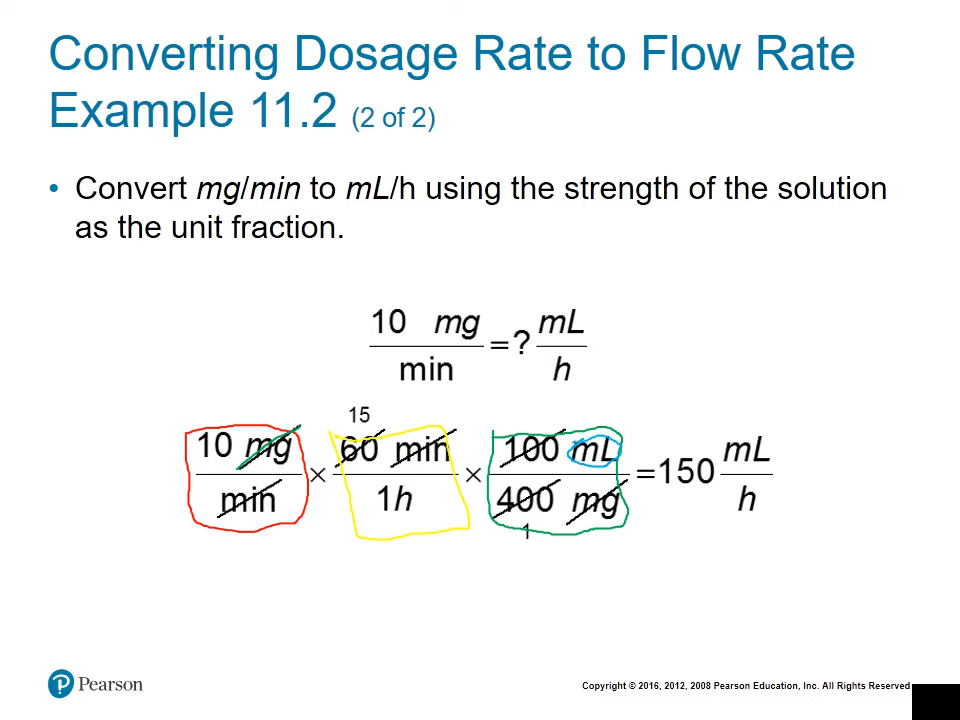 Converting Dosage Rate to Flow Rate
Example 11.2 (2 of 2)
• Convert mg/min to mL/h using the strength of the solution
as the unit fraction.
10 mg/min = ? mL/h
15
10 mg/min × 60 min/1h × 100 mL/400 mg = 150 mL/h
1
Pearson
Copyright © 2016, 2012, 2008 Pearson Education, Inc. All Rights Reserved